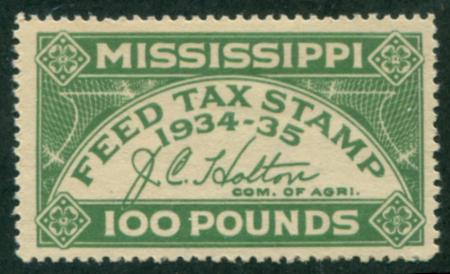 MISSISSIPPI
FEED TAX STAMP
1934-35
J. C. Holton
COM. OF AGRI.
100 POUNDS